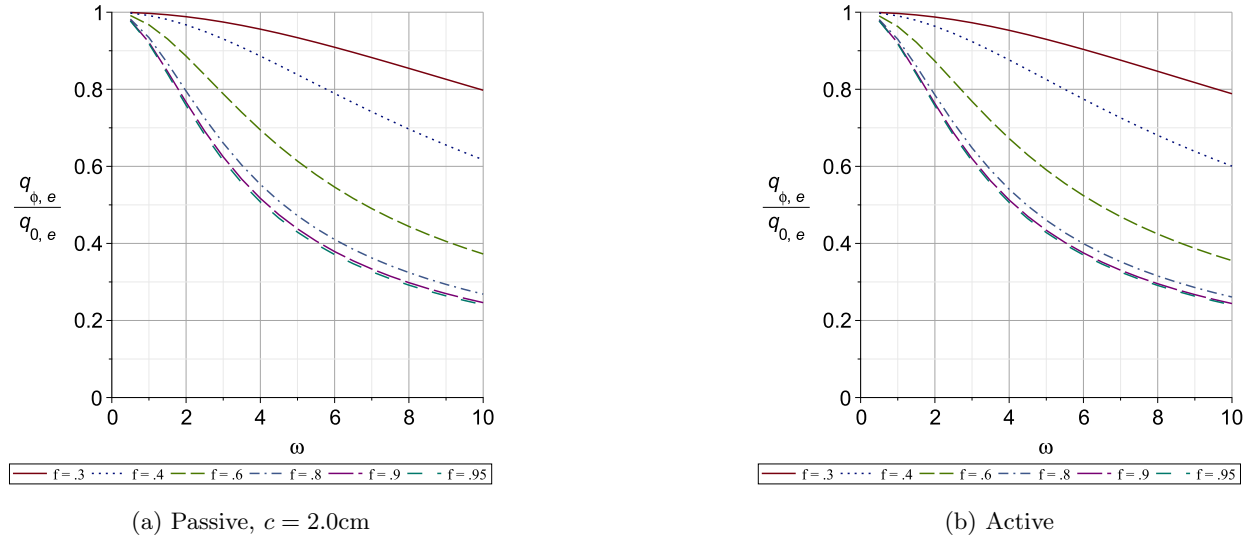 1
0.8
0.6
0.4
0.2
0
q ϕ, e
q 0, e
0 2 4 6 8 10
ω
f = .3 f = .4 f = .6 f = .8 f = .9 f = .95
(a) Passive, c = 2.0cm
1
0.8
0.6
0.4
0.2
0
q ϕ, e
q 0, e
0 2 4 6 8 10
ω
f = .3 f = .4 f = .6 f = .8 f = .9 f = .95
(b) Active